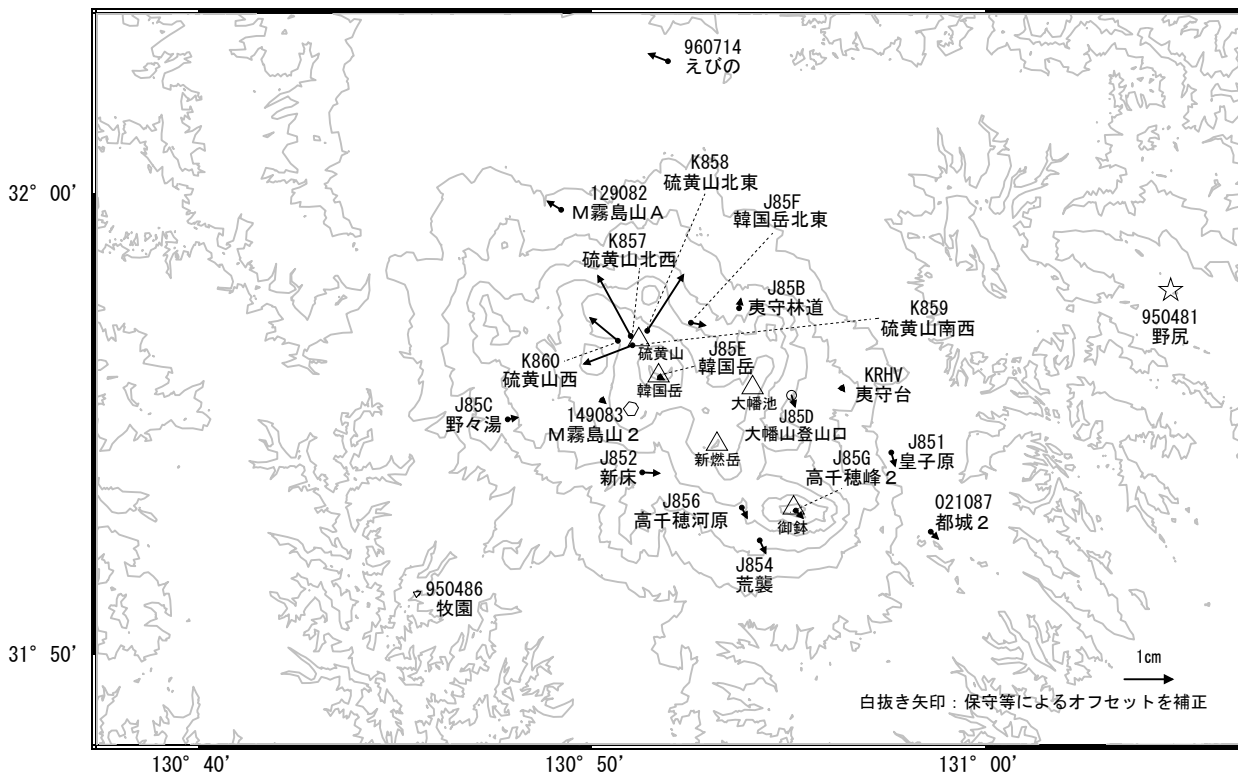 960714
えびの
K858
硫黄山北東
32° 00'
129082
M霧島山A
J85F
韓国岳北東
K857
硫黄山北西
J85B
夷守林道
950481
野尻
K859
硫黄山南西
硫黄山
J85E
韓国岳
K860
硫黄山西
韓国岳
KRHV
夷守台
大幡池
J85C
野々湯
149083
M霧島山2
J85D
大幡山登山口
J851
皇子原
新燃岳
J852
新床
J85G
高千穂峰2
J856
高千穂河原
021087
都城2
御鉢
J854
荒襲
950486
牧園
31° 50'
1cm
白抜き矢印：保守等によるオフセットを補正
130° 40'
130° 50'
131° 00'